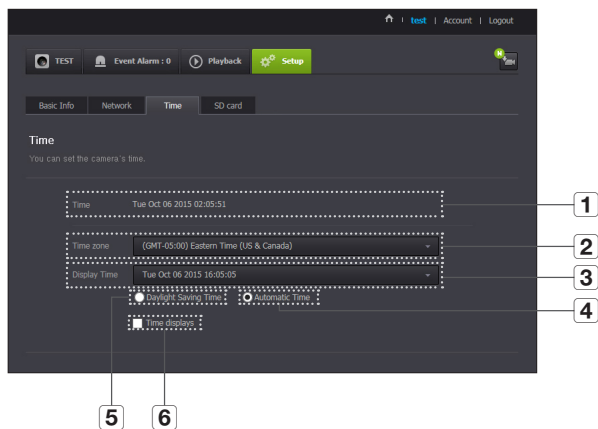 test | Account | Logout
N
TEST Event Alarm : 0 Playback Setup
Basic Info Network Time SD card
Time
You can set the camera's time.
Time Tue Oct 06 2015 02:05:51
1
Time zone (GMT-05:00) Eastern Time (US & Canada)
2
Display Time Tue Oct 06 2015 16:05:05
3
Daylight Saving Time Automatic Time
4
Time displays
5 6